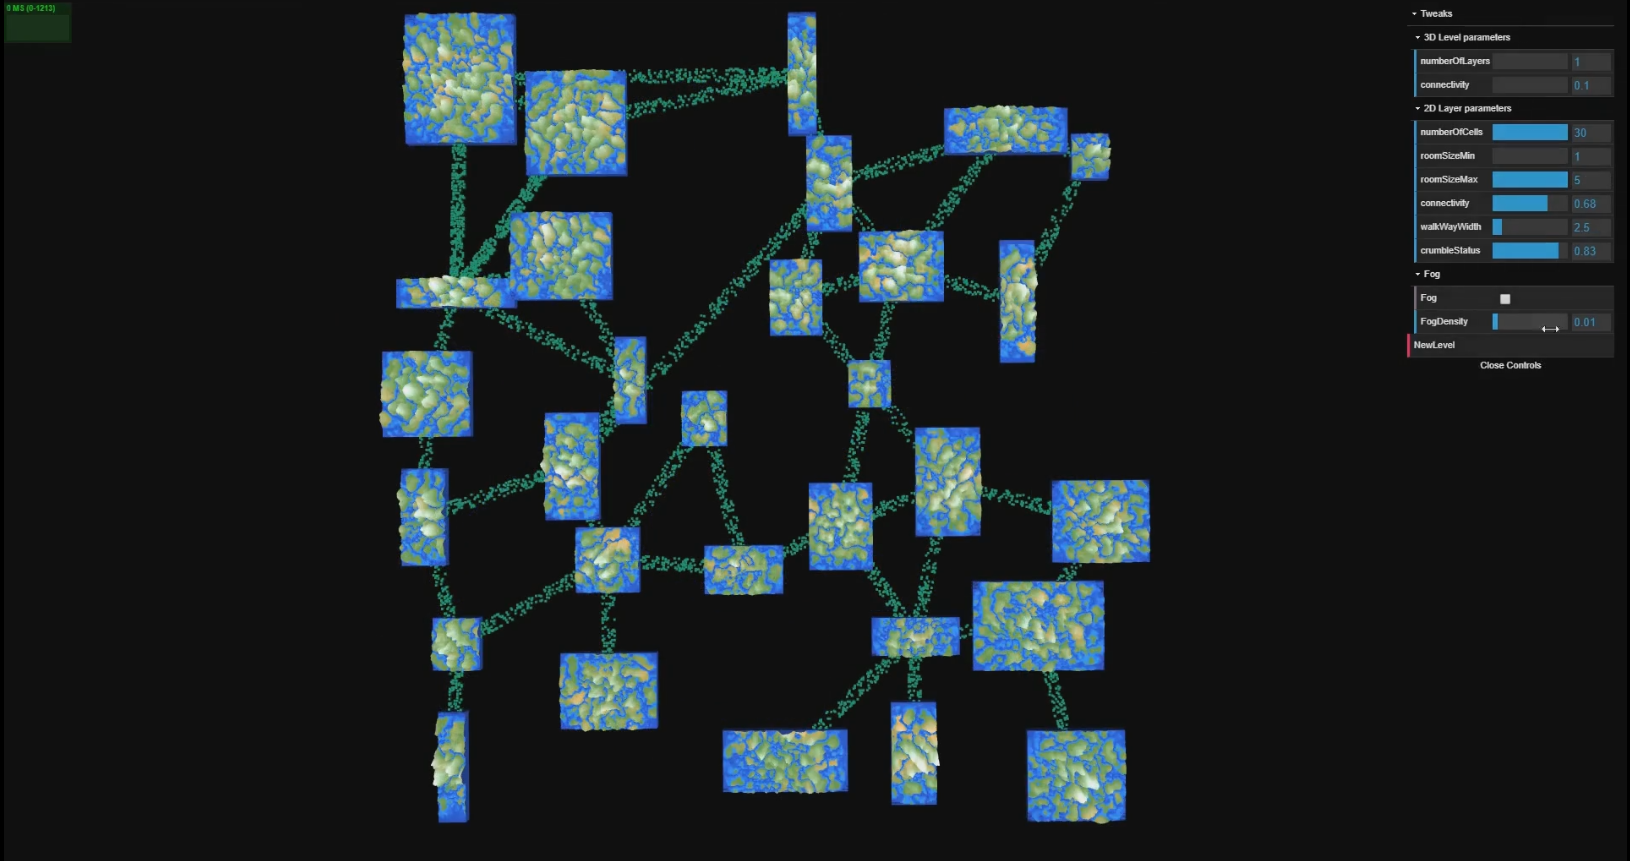 0 MS (0-1213)
Tweaks
3D Level parameters
numberOfLayers 1
connectivity 0.1
2D Layer parameters
numberOfCells 30
roomSizeMin 1
roomSizeMax 5
connectivity 0.68
walkWayWidth 2.5
crumbleStatus 0.83
Fog
Fog
FogDensity 0.01
NewLevel
Close Controls